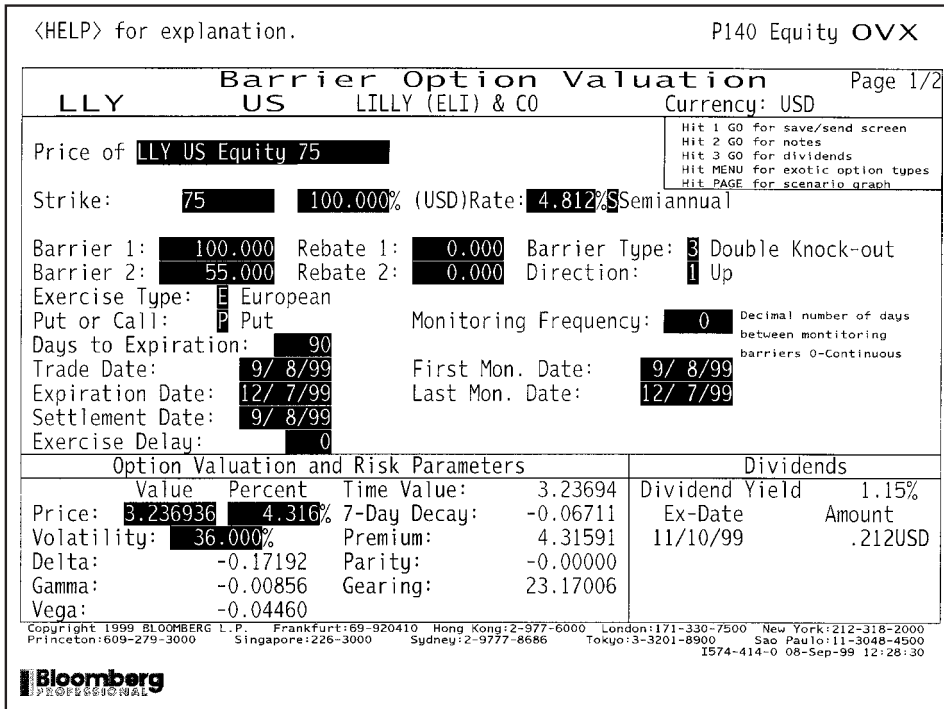 <HELP> for explanation. P140 Equity OVX
Barrier Option Valuation Page 1/2
LLY US LILLY (ELI) & CO Currency: USD
Hit 1 GO for save/send screen
Hit 2 GO for notes
Hit 3 GO for dividends
Hit MENU for exotic option types
Hit PAGE for scenario graph
Price of LLY US Equity 75
Strike: 75 100.000% (USD)Rate: 4.812%SSemiannual
Barrier 1: 100.000 Rebate 1: 0.000 Barrier Type: 3 Double Knock-out
Barrier 2: 55.000 Rebate 2: 0.000 Direction: 1 Up
Exercise Type: E European
Put or Call: P Put Monitoring Frequency: 0 Decimal number of days
between montitoring
barriers 0-Continuous
Days to Expiration: 90
Trade Date: 9/ 8/99 First Mon. Date: 9/ 8/99
Expiration Date: 12/ 7/99 Last Mon. Date: 12/ 7/99
Settlement Date: 9/ 8/99
Exercise Delay: 0
Option Valuation and Risk Parameters Dividends
Value Percent Time Value: 3.23694 Dividend Yield 1.15%
Price: 3.236936 4.316% 7-Day Decay: -0.06711 Ex-Date Amount
Volatility: 36.000% Premium: 4.31591 11/10/99 .212USD
Delta: -0.17192 Parity: -0.00000
Gamma: -0.00856 Gearing: 23.17006
Vega: -0.04460
Copyright 1999 BLOOMBERG L.P. Frankfurt:69-920410 Hong Kong:2-977-6000 London:171-330-7500 New York:212-318-2000
Princeton:609-279-3000 Singapore:226-3000 Sydney:2-9777-8686 Tokyo:3-3201-8900 Sao Paulo:11-3048-4500
I574-414-0 08-Sep-99 12:28:30
Bloomberg
PROFESSIONAL